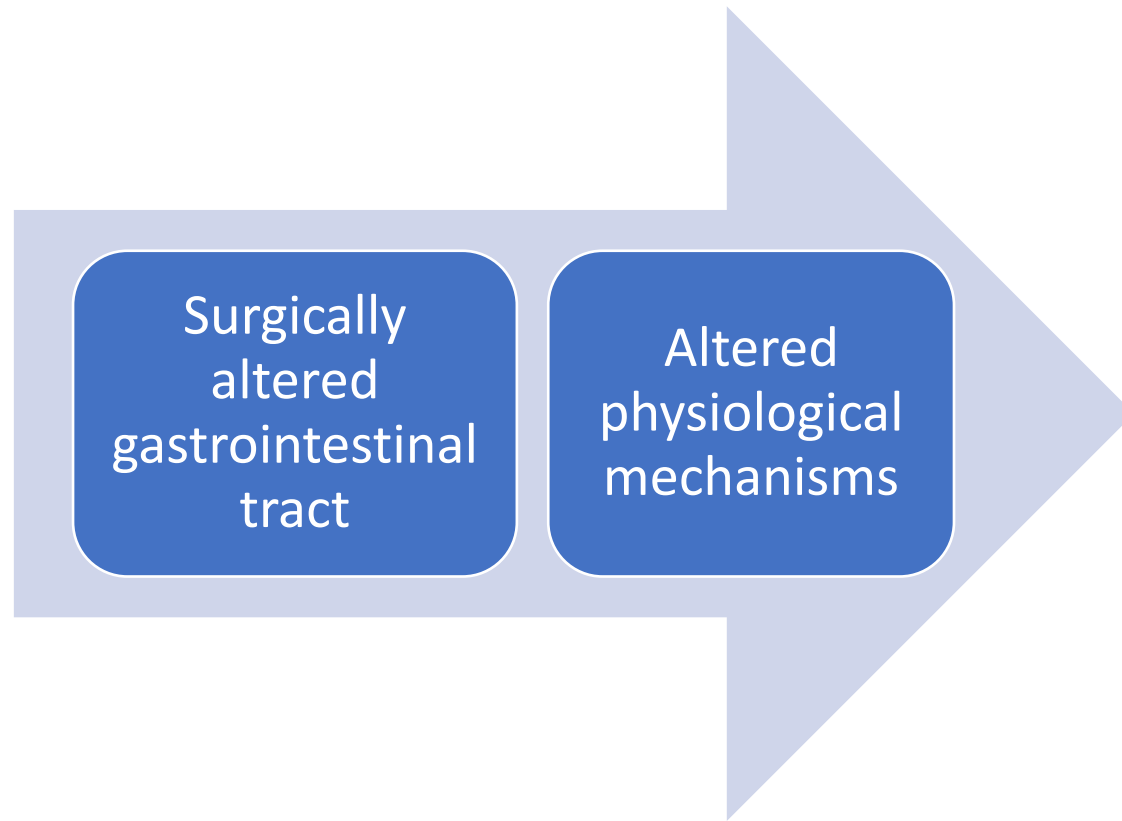 Surgically
altered
gastrointestinal
tract
Altered
physiological
mechanisms